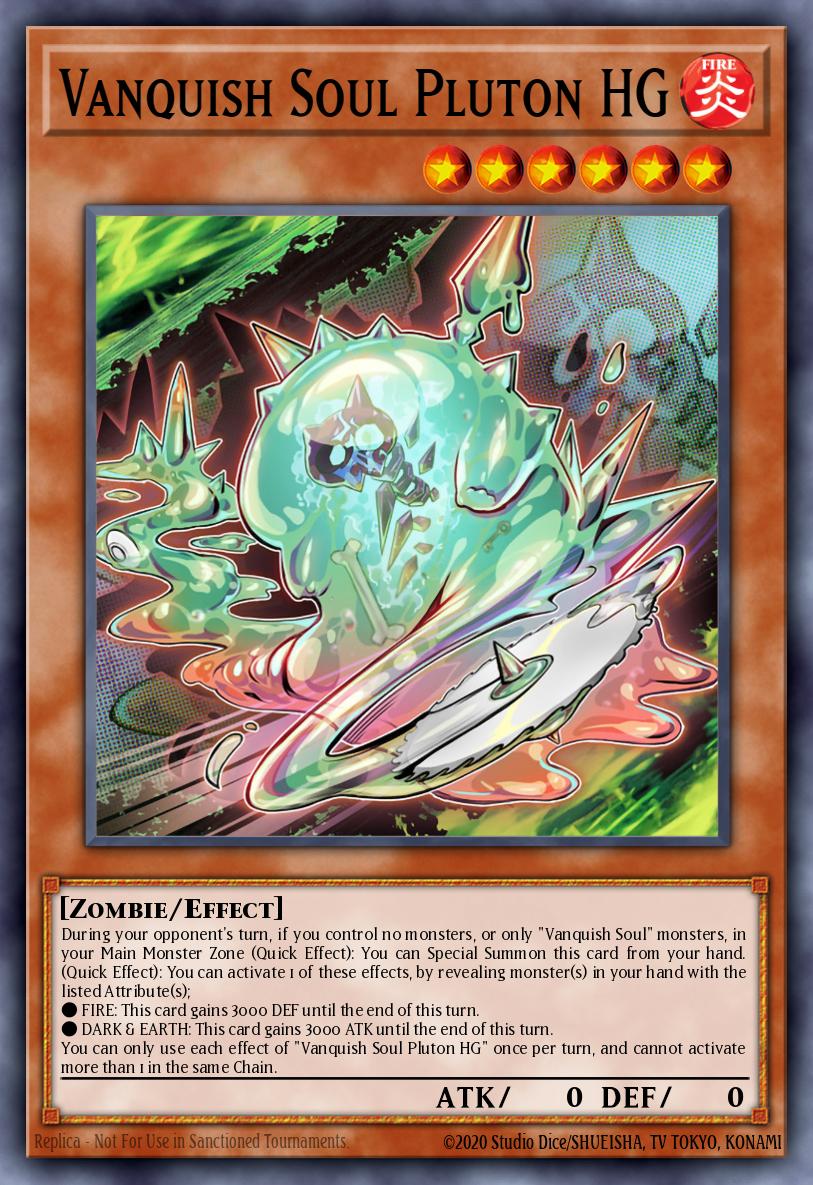 Vanquish Soul Pluton HG
FIRE
炎
[Zombie/Effect]
During your opponent's turn, if you control no monsters, or only "Vanquish Soul" monsters, in
your Main Monster Zone (Quick Effect): You can Special Summon this card from your hand.
(Quick Effect): You can activate 1 of these effects, by revealing monster(s) in your hand with the
listed Attribute(s);
● FIRE: This card gains 3000 DEF until the end of this turn.
● DARK & EARTH: This card gains 3000 ATK until the end of this turn.
You can only use each effect of "Vanquish Soul Pluton HG" once per turn, and cannot activate
more than 1 in the same Chain.
ATK/ 0 DEF/ 0
Replica - Not For Use in Sanctioned Tournaments. ©2020 Studio Dice/SHUEISHA, TV TOKYO, KONAMI